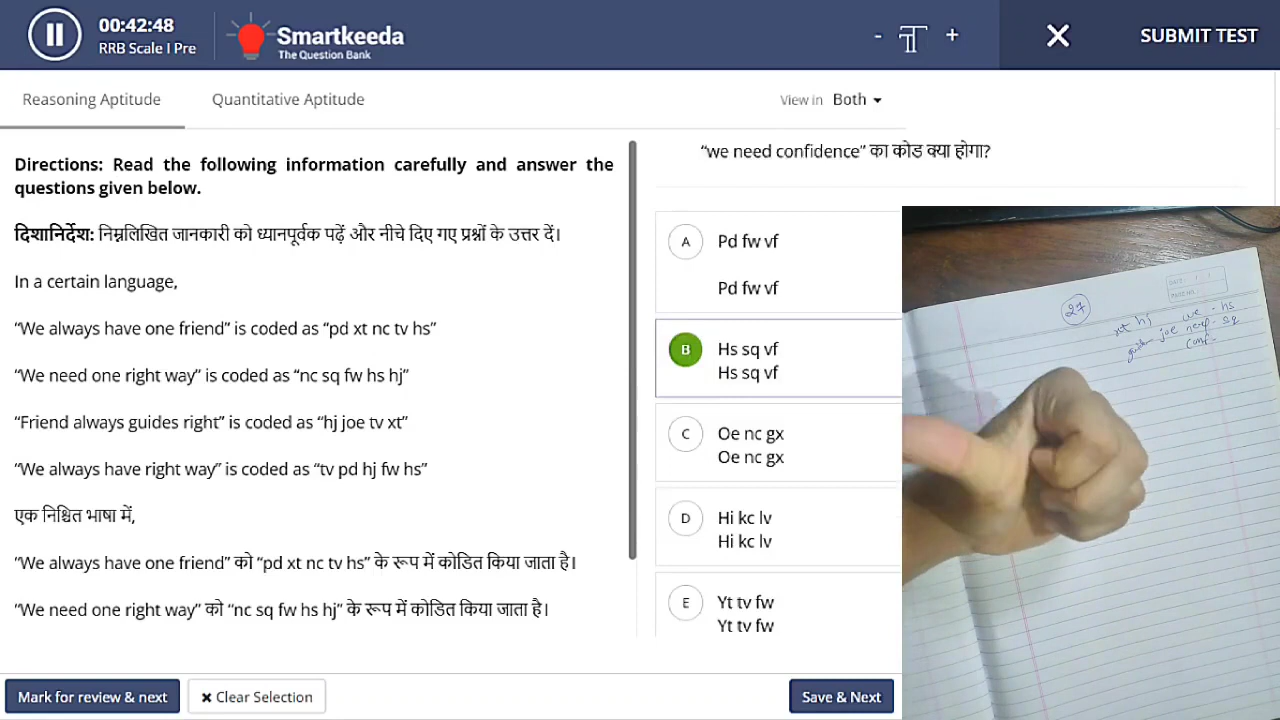 00:42:48
RRB Scale I Pre
Smartkeeda
The Question Bank
- T +
SUBMIT TEST
Reasoning Aptitude
Quantitative Aptitude
View in Both
Directions: Read the following information carefully and answer the
questions given below.
दिशानिर्देश: निम्नलिखित जानकारी को ध्यानपूर्वक पढ़ें और नीचे दिए गए प्रश्नों के उत्तर दें।
In a certain language,
“We always have one friend” is coded as “pd xt nc tv hs”
“We need one right way” is coded as “nc sq fw hs hj”
“Friend always guides right” is coded as “hj joe tv xt”
“We always have right way” is coded as “tv pd hj fw hs”
एक निश्चित भाषा में,
“We always have one friend” को “pd xt nc tv hs” के रूप में कोडित किया जाता है।
“We need one right way” को “nc sq fw hs hj” के रूप में कोडित किया जाता है।
“we need confidence” का कोड क्या होगा?
A
Pd fw vf
Pd fw vf
B
Hs sq vf
Hs sq vf
C
Oe nc gx
Oe nc gx
D
Hi kc lv
Hi kc lv
E
Yt tv fw
Yt tv fw
Mark for review & next
Clear Selection
Save & Next
27
xt hj we - hs
joe need sq
conf -